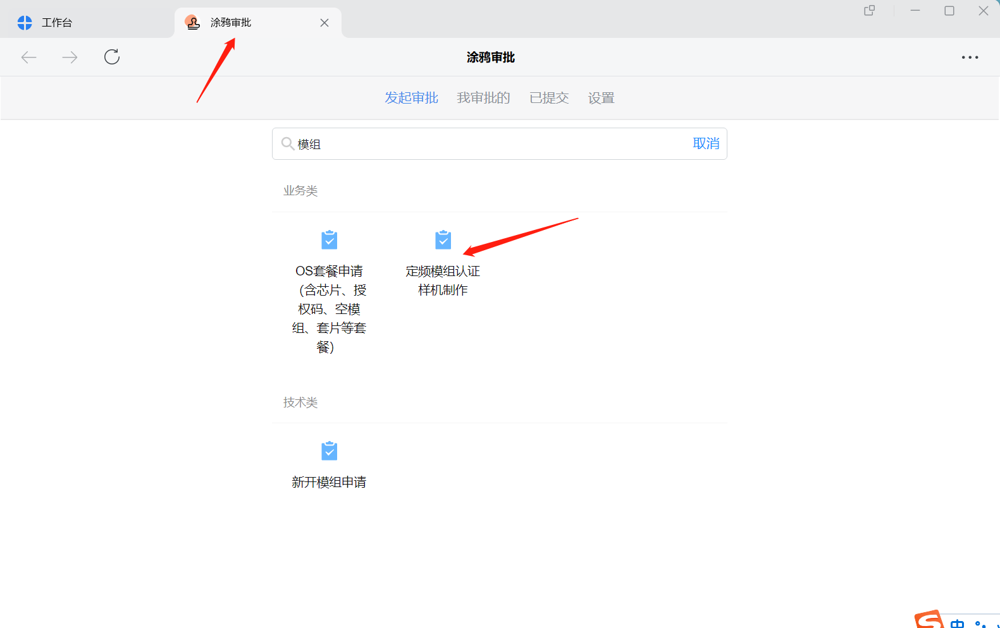 工作台
涂鸦审批
涂鸦审批
发起审批 我审批的 已提交 设置
模组 取消
业务类
OS套餐申请
（含芯片、授
权码、空模
组、套片等套
餐）
定频模组认证
样机制作
技术类
新开模组申请
中